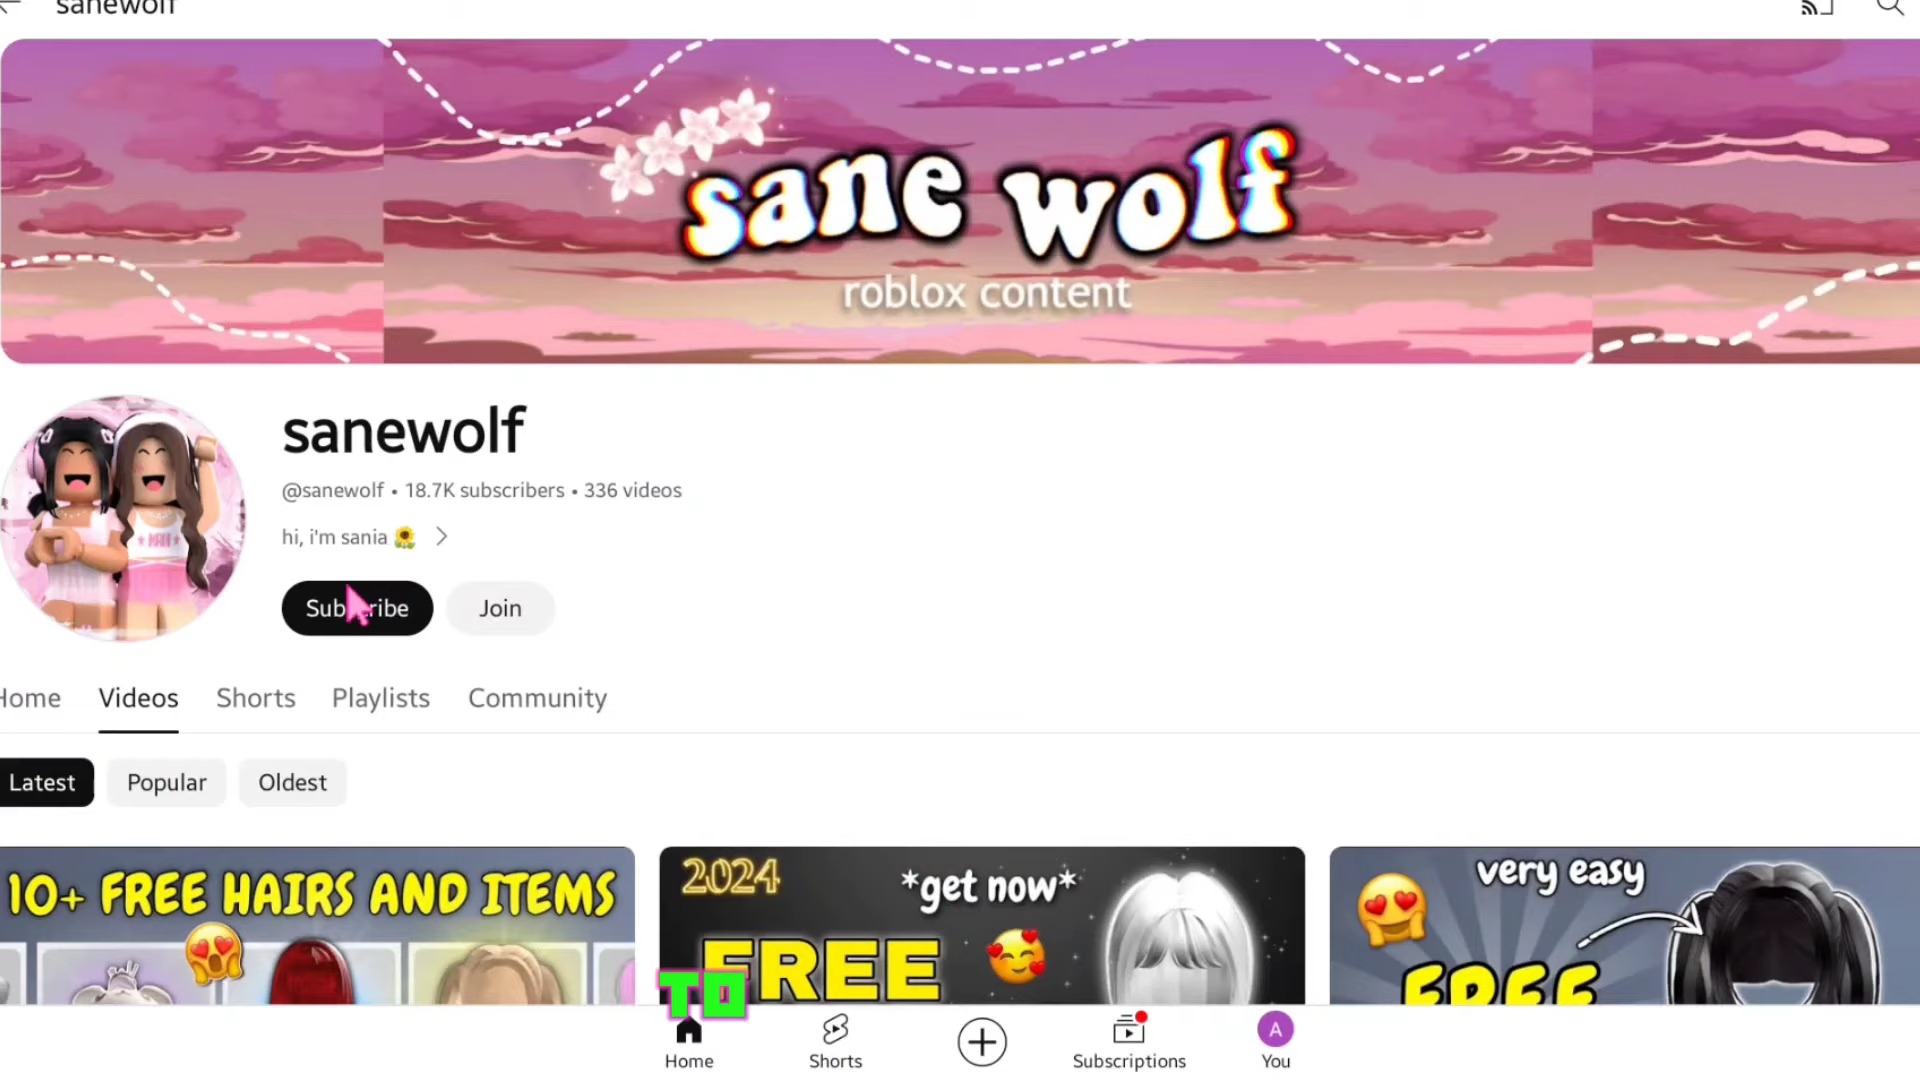 sanewolf
sane wolf
roblox content
sanewolf
@sanewolf • 18.7K subscribers • 336 videos
hi, i'm sania 🌻 >
Subscribe Join
Home Videos Shorts Playlists Community
Latest Popular Oldest
10+ FREE HAIRS AND ITEMS
2024
*get now*
FREE
very easy
FREE
TO
Home Shorts Subscriptions A You